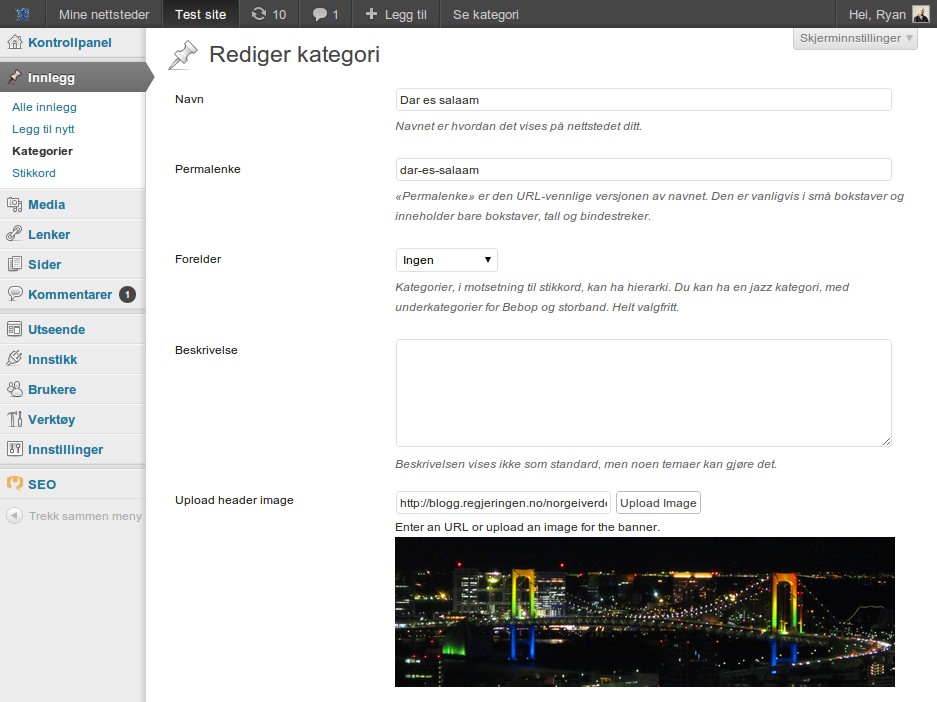 Mine nettsteder Test site 10 1 Legg til Se kategori Hei, Ryan
Skjerminnstillinger
Kontrollpanel
Innlegg
Alle innlegg
Legg til nytt
Kategorier
Stikkord
Media
Lenker
Sider
Kommentarer 1
Utseende
Innstikk
Brukere
Verktøy
Innstillinger
SEO
Trekk sammen meny
Rediger kategori
Navn
Dar es salaam
Navnet er hvordan det vises på nettstedet ditt.
Permalenke
dar-es-salaam
«Permalenke» er den URL-vennlige versjonen av navnet. Den er vanligvis i små bokstaver og
inneholder bare bokstaver, tall og bindestreker.
Forelder
Ingen
Kategorier, i motsetning til stikkord, kan ha hierarki. Du kan ha en jazz kategori, med
underkategorier for Bebop og storband. Helt valgfritt.
Beskrivelse
Beskrivelsen vises ikke som standard, men noen temaer kan gjøre det.
Upload header image
http://blogg.regjeringen.no/norgeiverde Upload Image
Enter an URL or upload an image for the banner.